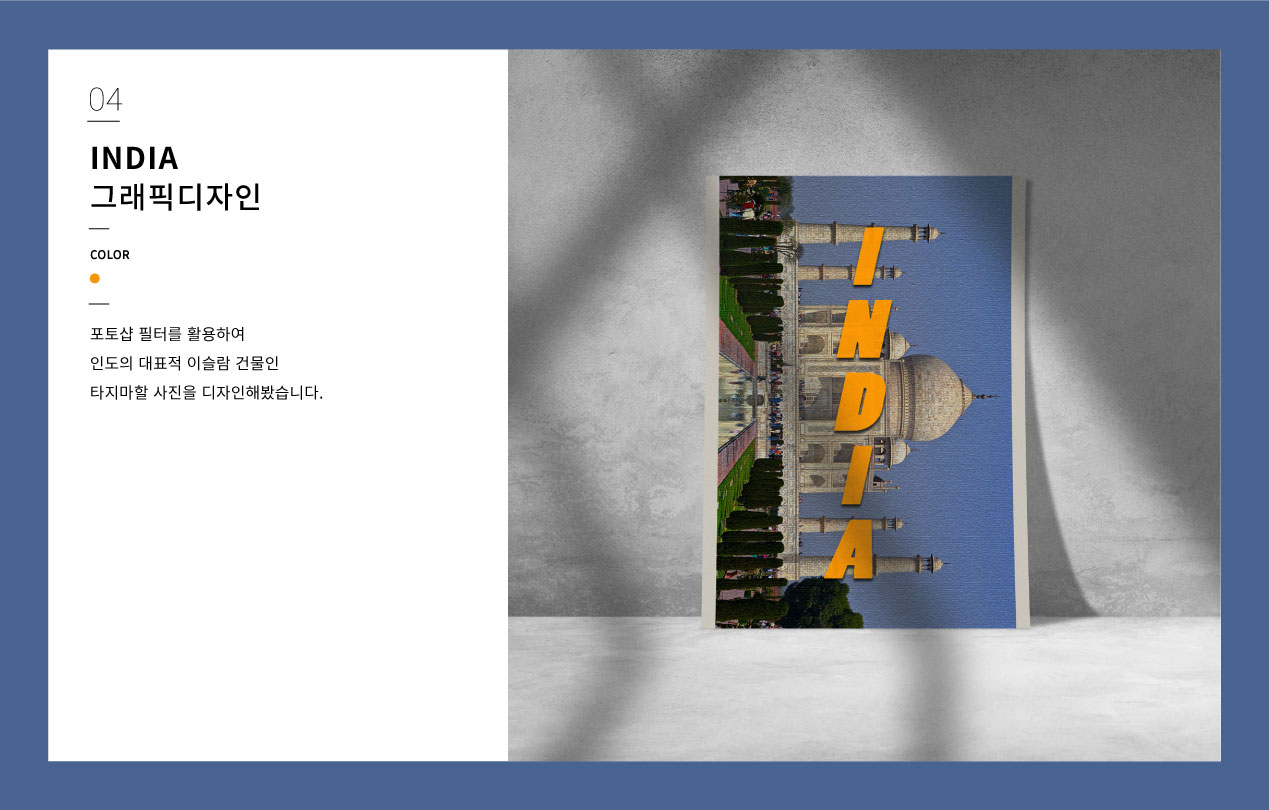 04
INDIA
그래픽디자인
COLOR
포토샵 필터를 활용하여
인도의 대표적 이슬람 건물인
타지마할 사진을 디자인해봤습니다.
INDIA